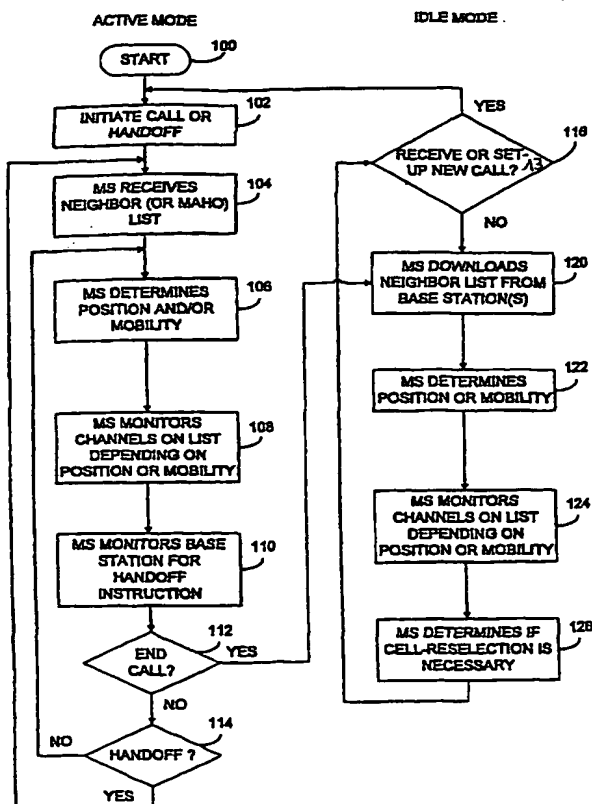 ACTIVE MODE
IDLE MODE .
START
100
INITIATE CALL OR
HANDOFF
102
MS RECEIVES
NEIGHBOR (OR MAHO)
LIST
104
MS DETERMINES
POSITION AND/OR
MOBILITY
106
MS MONITORS
CHANNELS ON LIST
DEPENDING ON
POSITION OR MOBILITY
108
MS MONITORS BASE
STATION FOR
HANDOFF
INSTRUCTION
110
END
CALL?
112
YES
NO
HANDOFF ?
114
NO
YES
YES
RECEIVE OR SET-
UP NEW CALL?
116
NO
MS DOWNLOADS
NEIGHBOR LIST FROM
BASE STATION(S)
120
MS DETERMINES
POSITION OR MOBILITY
122
MS MONITORS
CHANNELS ON LIST
DEPENDING ON
POSITION OR MOBILITY
124
MS DETERMINES IF
CELL-RESELECTION IS
NECESSARY
126